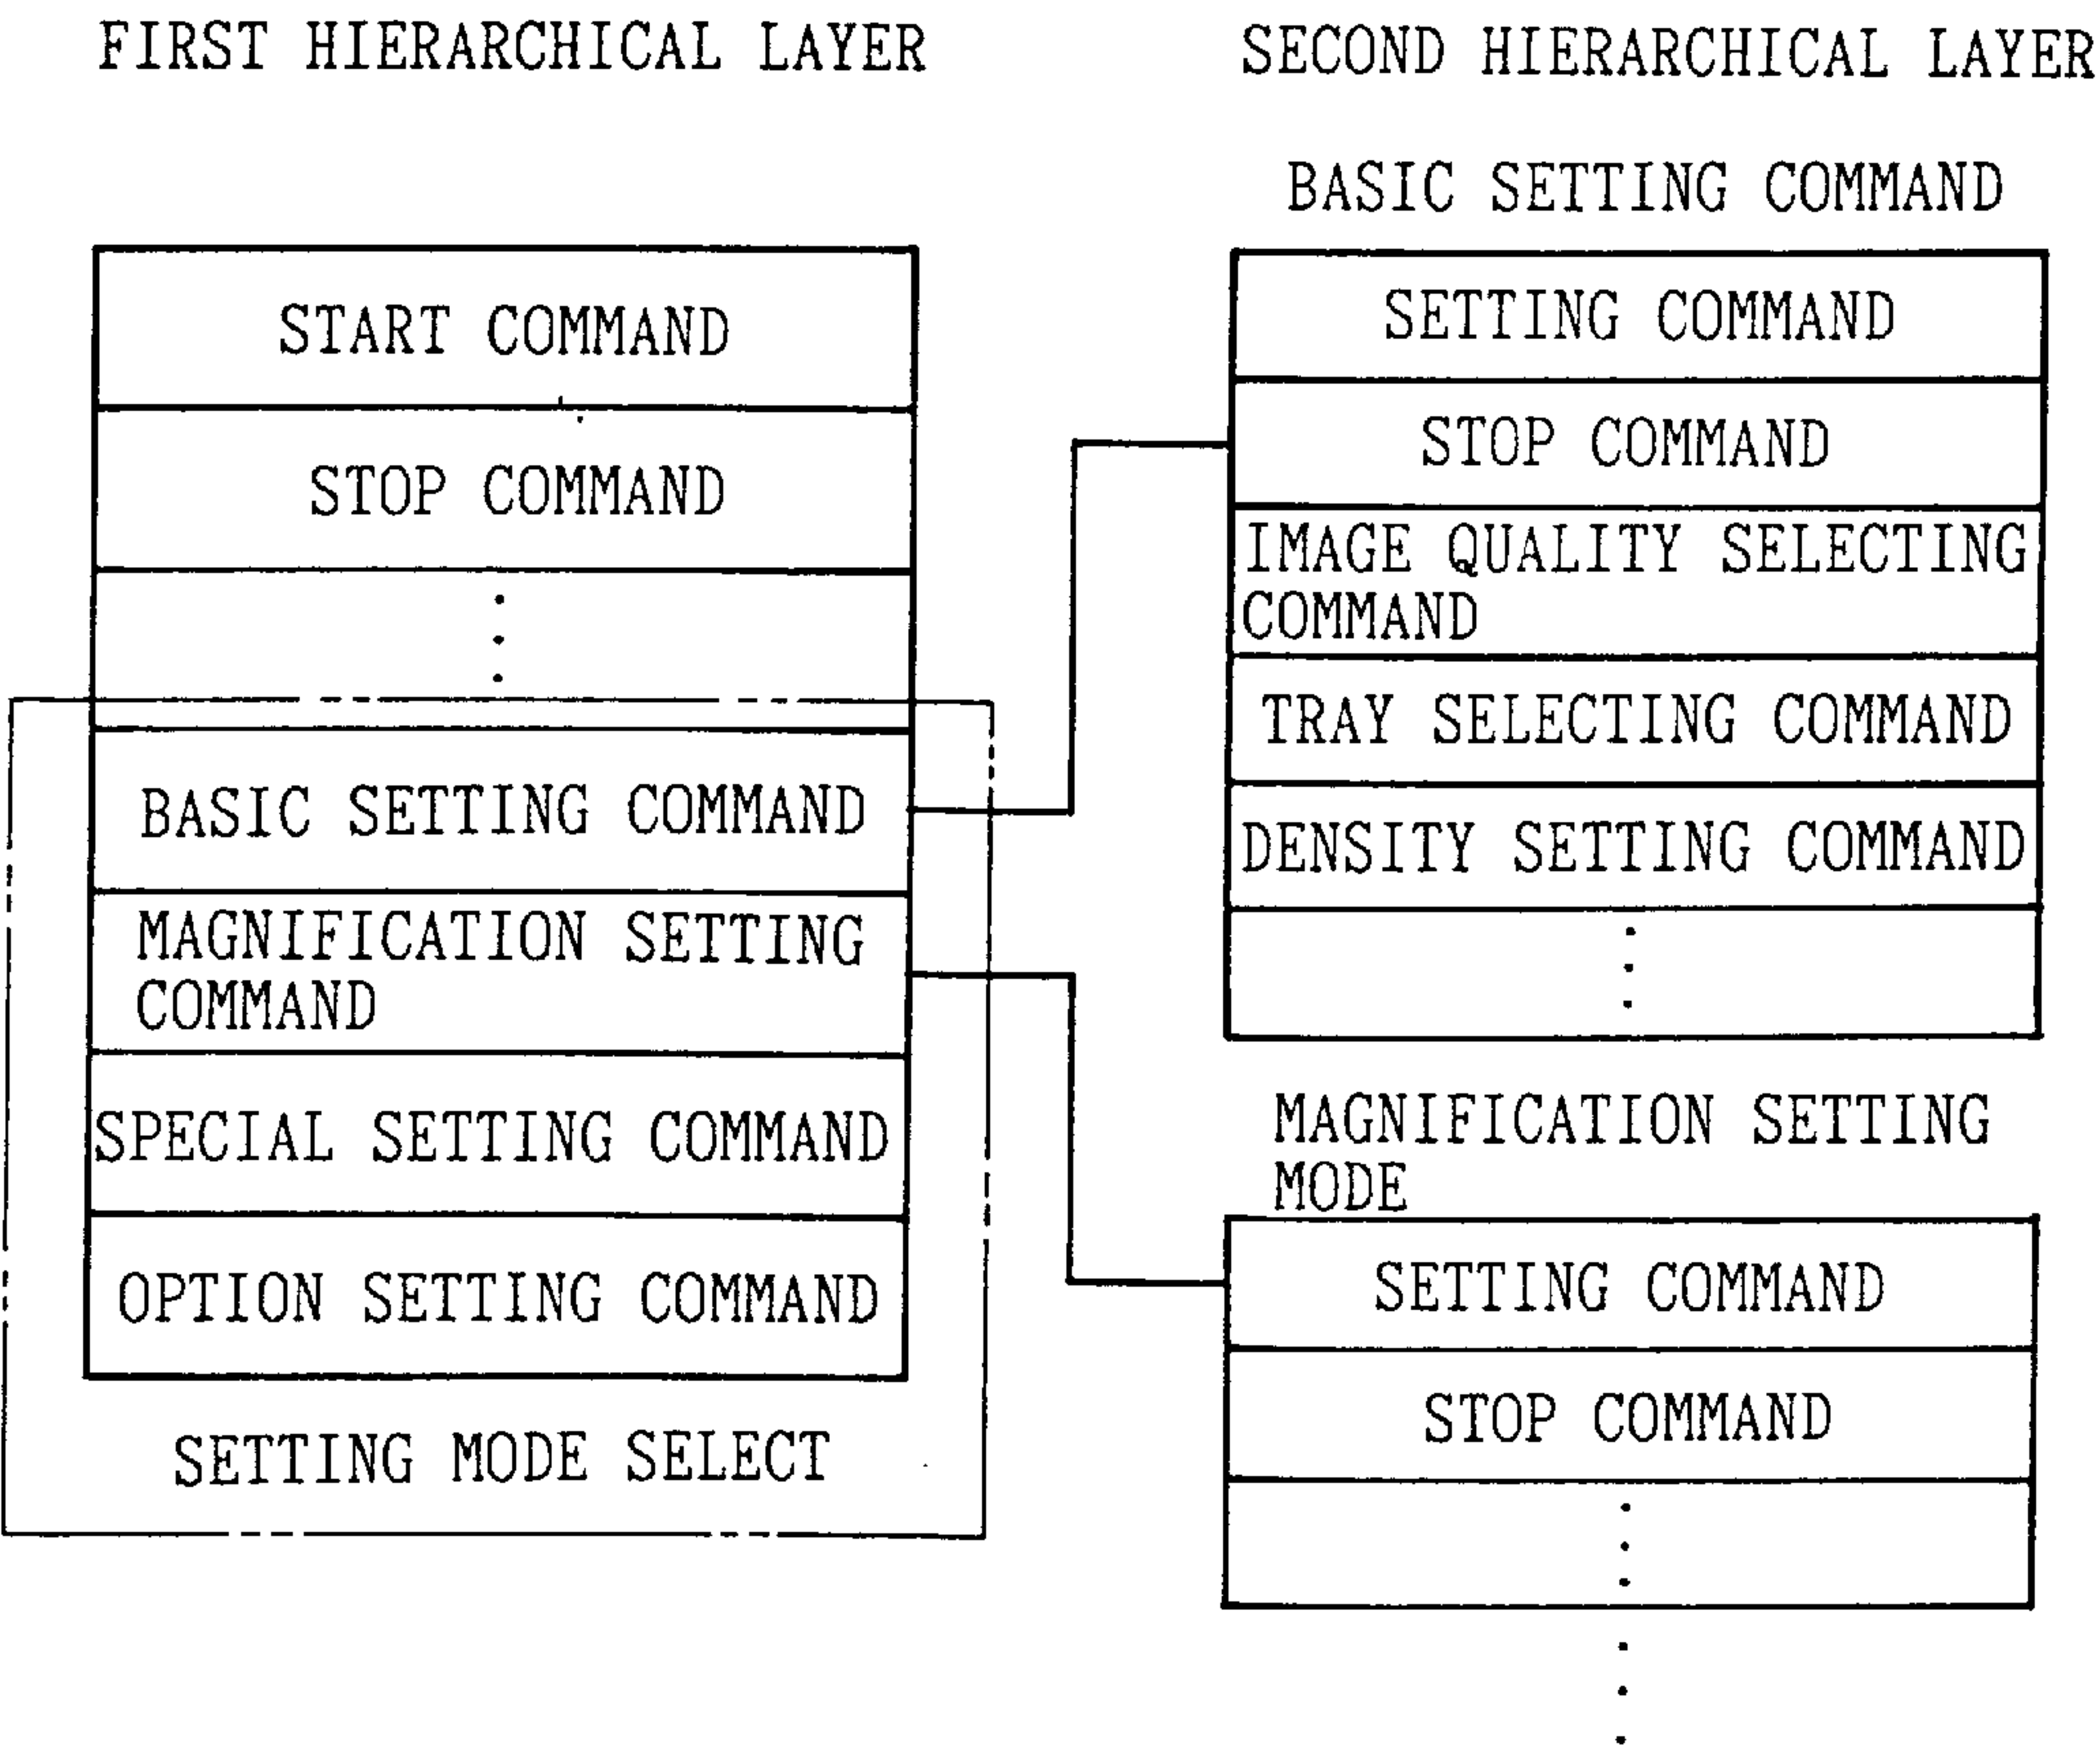 FIRST HIERARCHICAL LAYER
START COMMAND
STOP COMMAND
BASIC SETTING COMMAND
MAGNIFICATION SETTING
COMMAND
SPECIAL SETTING COMMAND
OPTION SETTING COMMAND
SETTING MODE SELECT
SECOND HIERARCHICAL LAYER
BASIC SETTING COMMAND
SETTING COMMAND
STOP COMMAND
IMAGE QUALITY SELECTING
COMMAND
TRAY SELECTING COMMAND
DENSITY SETTING COMMAND
MAGNIFICATION SETTING
MODE
SETTING COMMAND
STOP COMMAND